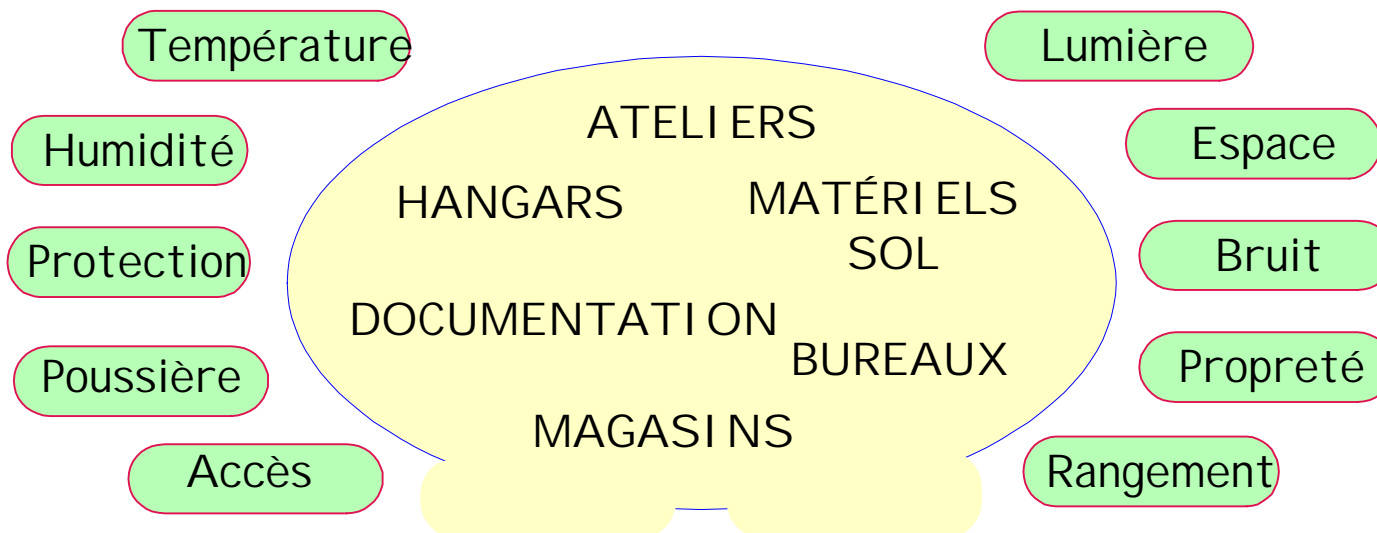 Température
Lumière
ATELIERS
Humidité
Espace
HANGARS
MATÉRIELS
SOL
Protection
Bruit
DOCUMENTATION
BUREAUX
Poussière
Propreté
MAGASINS
Accès
Rangement